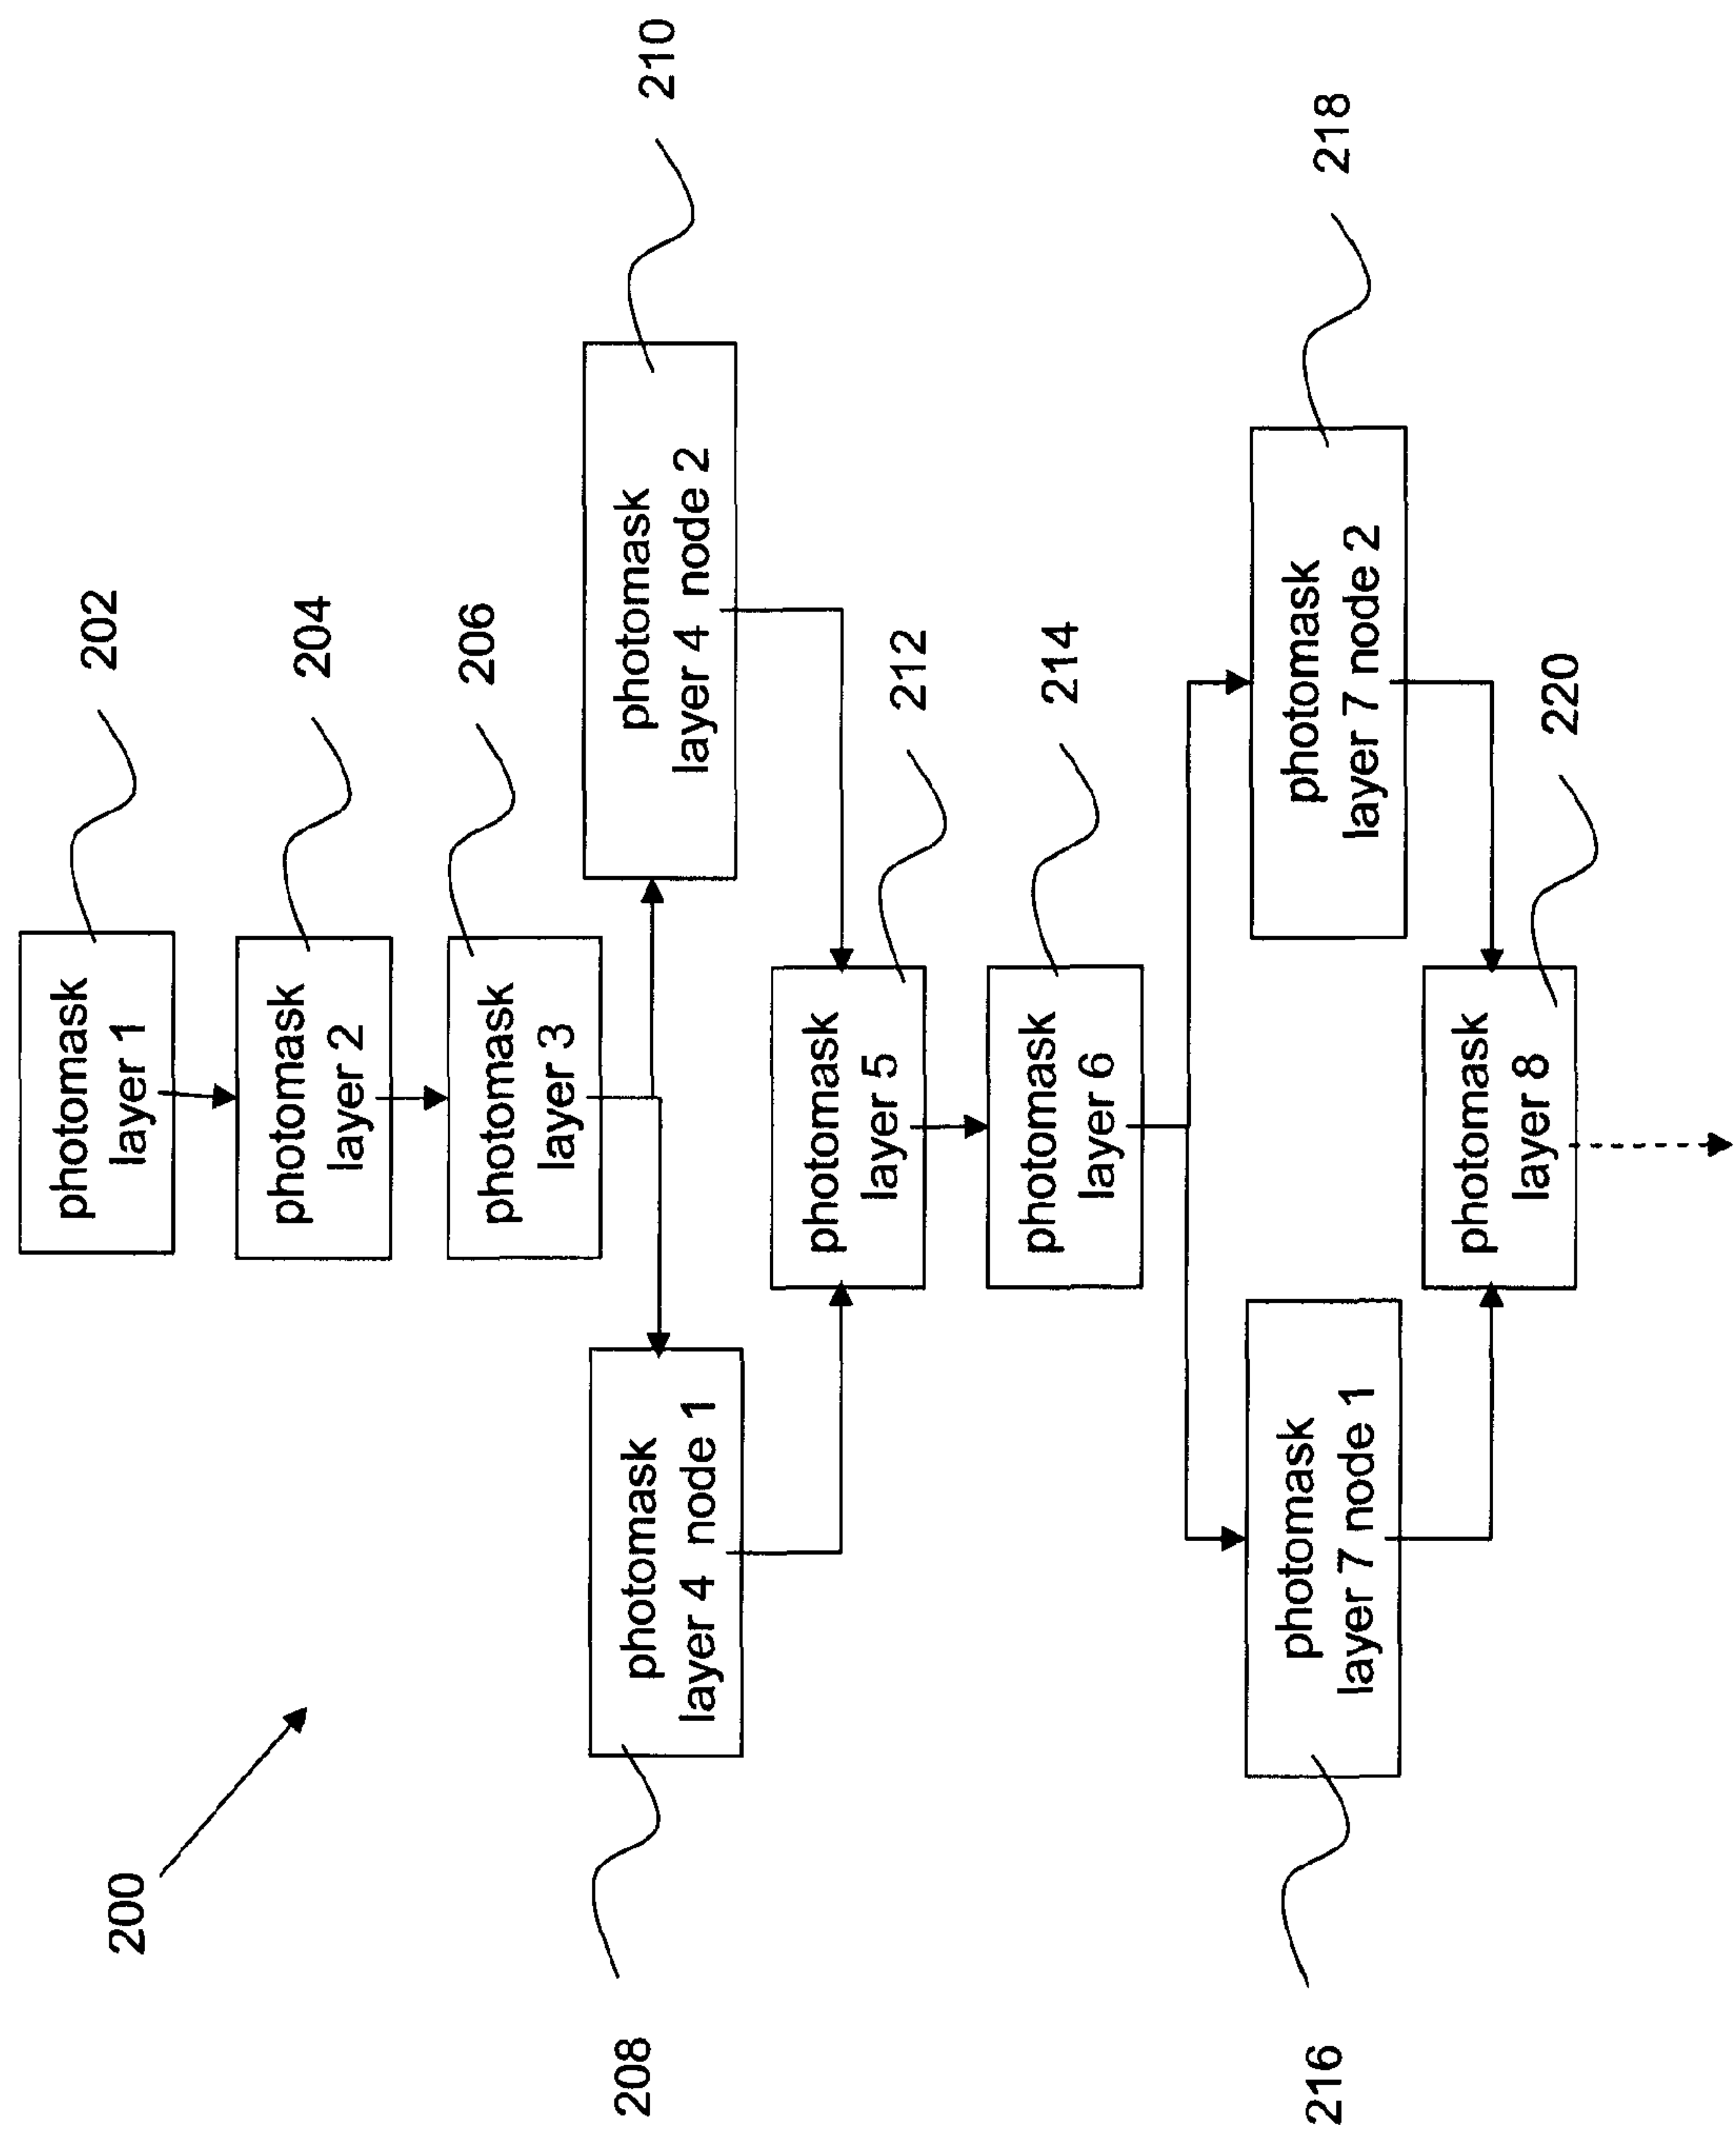 200
photomask
layer 1
202
photomask
layer 2
204
photomask
layer 3
206
photomask
layer 4 node 1
208
photomask
layer 4 node 2
210
photomask
layer 5
212
photomask
layer 6
214
photomask
layer 7 node 1
216
photomask
layer 7 node 2
218
photomask
layer 8
220